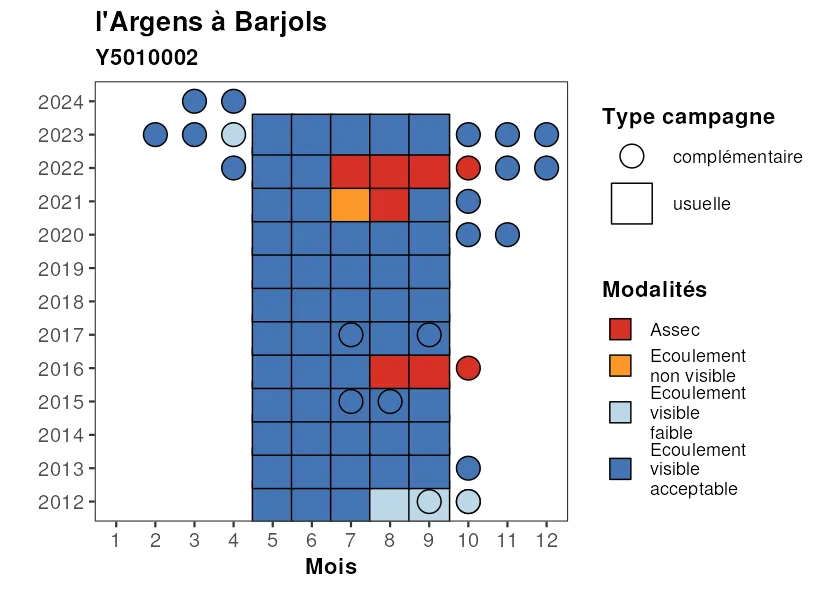 l'Argens à Barjols
Y5010002
2024
2023
2022
2021
2020
2019
2018
2017
2016
2015
2014
2013
2012
1 2 3 4 5 6 7 8 9 10 11 12
Mois
Type campagne
complémentaire
usuelle
Modalités
Assec
Ecoulement
non visible
Ecoulement
visible
faible
Ecoulement
visible
acceptable